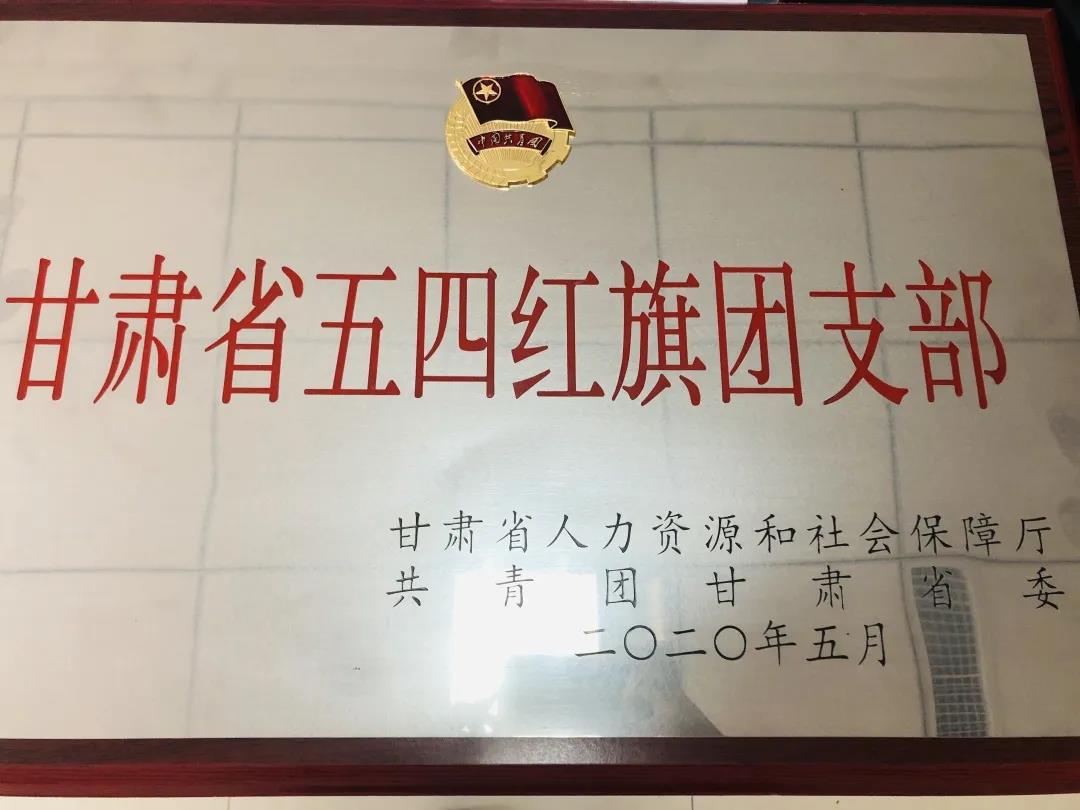 中国共青团
甘肃省五四红旗团支部
甘肃省人力资源和社会保障厅
共青团甘肃省委
二〇二〇年五月